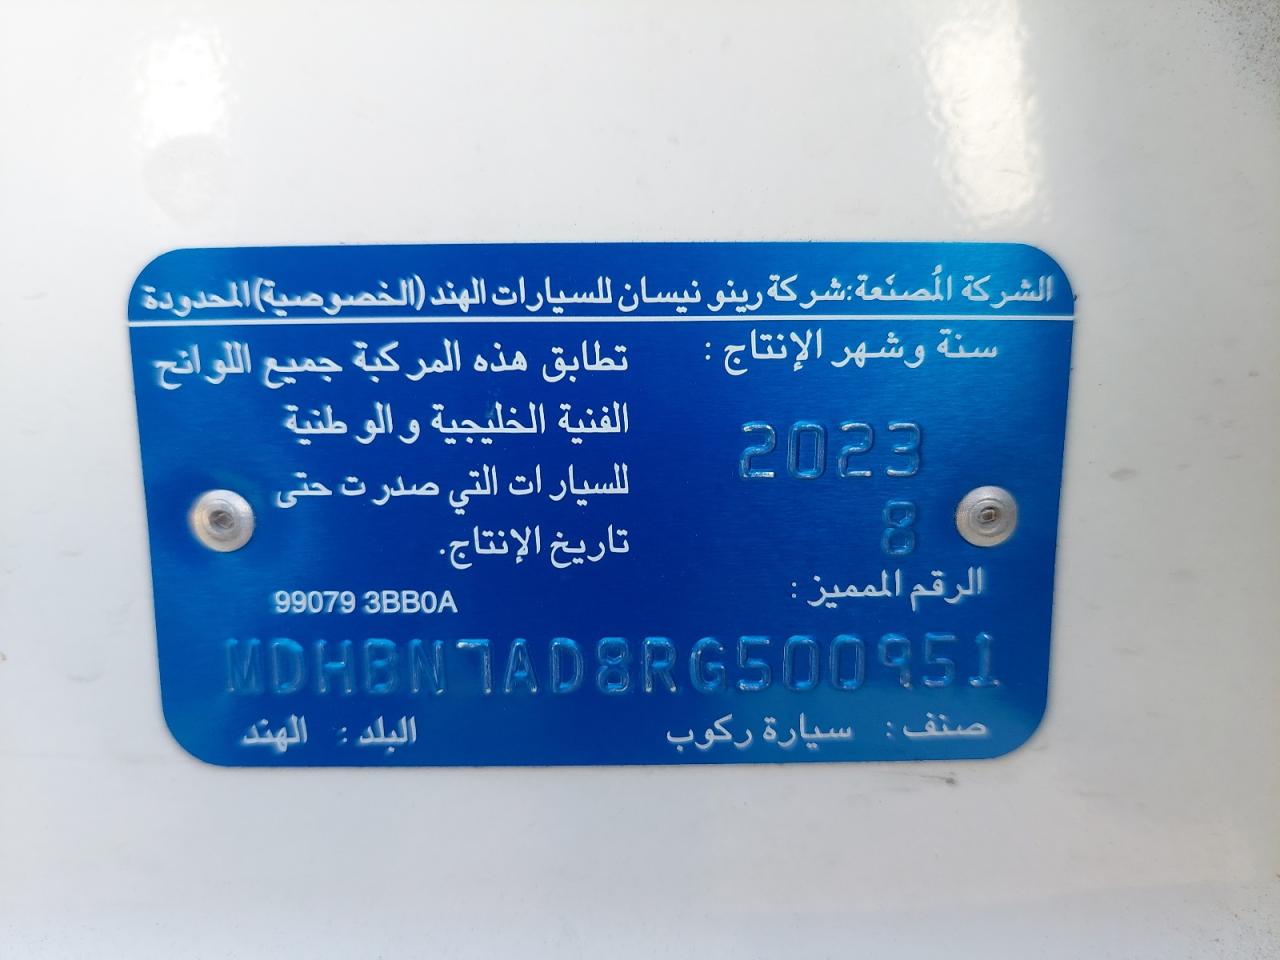 الشركة المُصنَعة:شركة رينو نيسان للسيارات الهند (الخصوصية) المحدودة
سنة وشهر الإنتاج :
2023
8
تطابق هذه المركبة جميع اللوائح
الفنية الخليجية والوطنية
للسيارات التي صدرت حتى
تاريخ الإنتاج.
99079 3BB0A
الرقم المميز :
MDHBN7AD8RG500951
صنف : سيارة ركوب
البلد : الهند